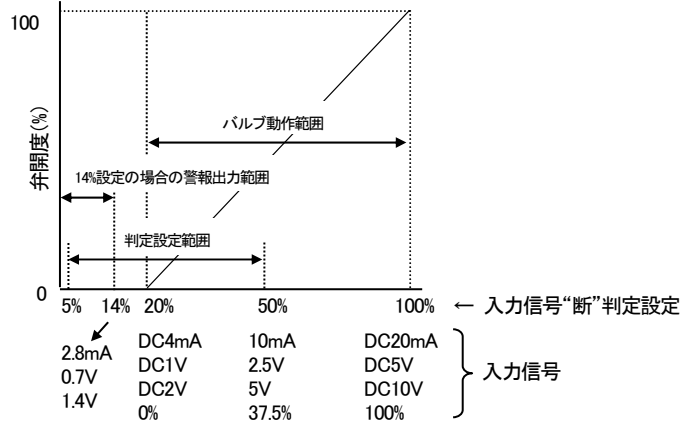 100
弁開度(%)
バルブ動作範囲
14%設定の場合の警報出力範囲
判定設定範囲
0
5% 14% 20% 50% 100% ← 入力信号“断”判定設定
2.8mA
0.7V
1.4V
DC4mA 10mA DC20mA
DC1V 2.5V DC5V
DC2V 5V DC10V
0% 37.5% 100%
入力信号